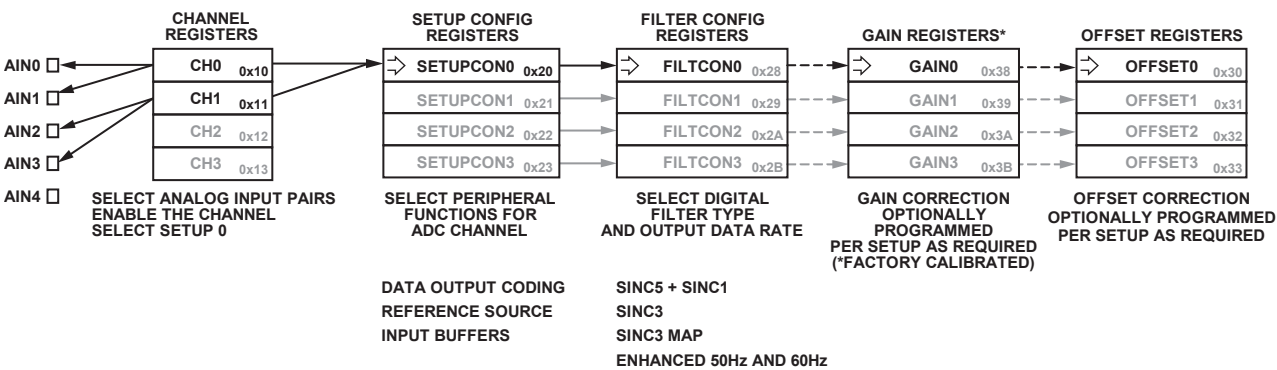 CHANNEL
REGISTERS
SETUP CONFIG
REGISTERS
FILTER CONFIG
REGISTERS
GAIN REGISTERS*
OFFSET REGISTERS
AIN0
CH0 0x10
SETUPCON0 0x20
FILTCON0 0x28
GAIN0 0x38
OFFSET0 0x30
AIN1
CH1 0x11
SETUPCON1 0x21
FILTCON1 0x29
GAIN1 0x39
OFFSET1 0x31
AIN2
CH2 0x12
SETUPCON2 0x22
FILTCON2 0x2A
GAIN2 0x3A
OFFSET2 0x32
AIN3
CH3 0x13
SETUPCON3 0x23
FILTCON3 0x2B
GAIN3 0x3B
OFFSET3 0x33
AIN4
SELECT ANALOG INPUT PAIRS
ENABLE THE CHANNEL
SELECT SETUP 0
SELECT PERIPHERAL
FUNCTIONS FOR
ADC CHANNEL
SELECT DIGITAL
FILTER TYPE
AND OUTPUT DATA RATE
GAIN CORRECTION
OPTIONALLY
PROGRAMMED
PER SETUP AS REQUIRED
(*FACTORY CALIBRATED)
OFFSET CORRECTION
OPTIONALLY PROGRAMMED
PER SETUP AS REQUIRED
DATA OUTPUT CODING
REFERENCE SOURCE
INPUT BUFFERS
SINC5 + SINC1
SINC3
SINC3 MAP
ENHANCED 50Hz AND 60Hz